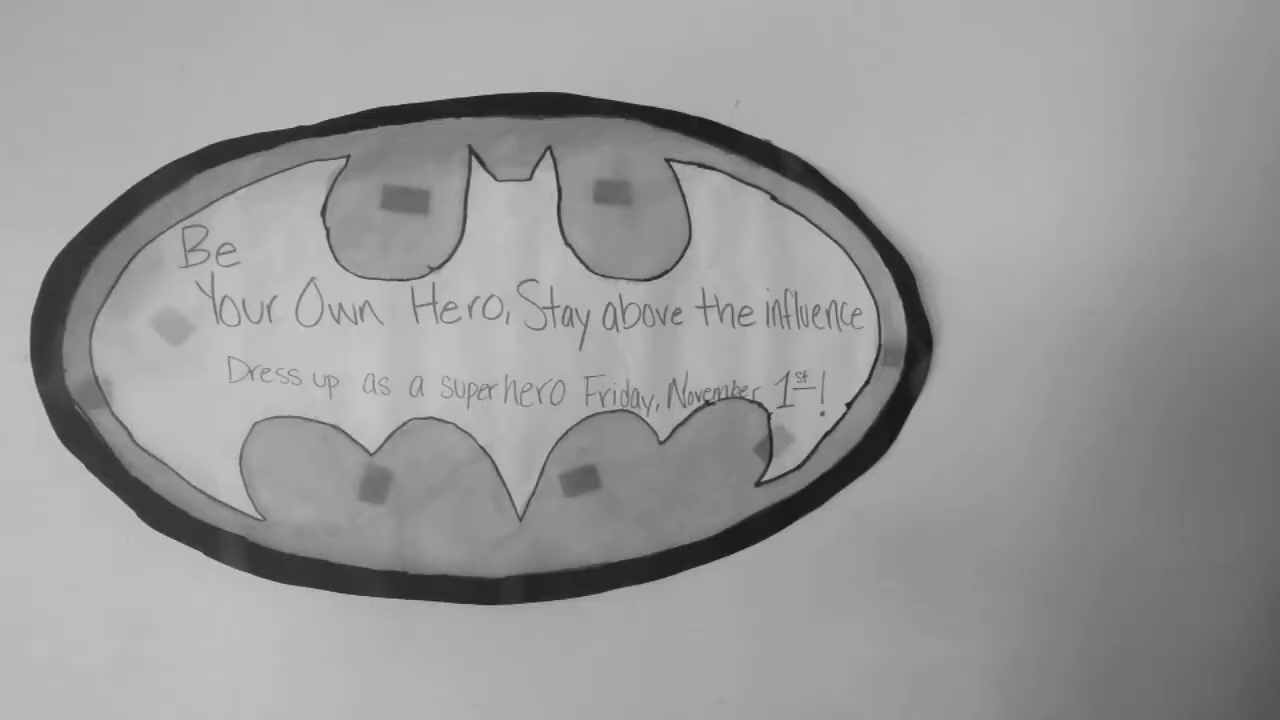 Be
Your Own Hero, Stay above the influence
Dress up as a superhero Friday, November 1st!